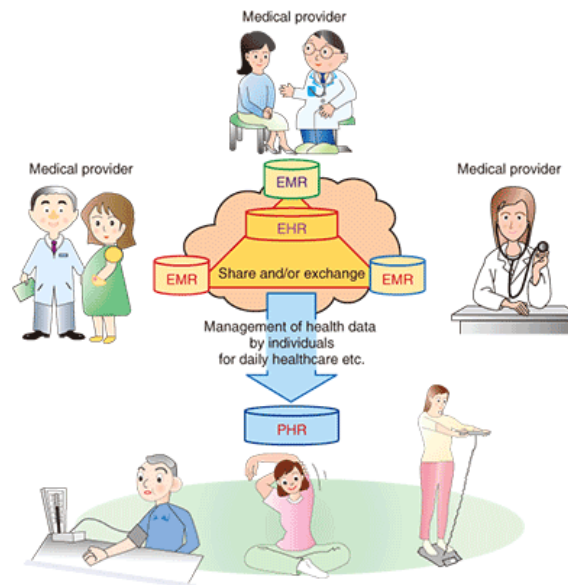 Medical provider
Medical provider
Medical provider
EMR
EHR
Share and/or exchange
EMR
EMR
Management of health data
by individuals
for daily healthcare etc.
PHR